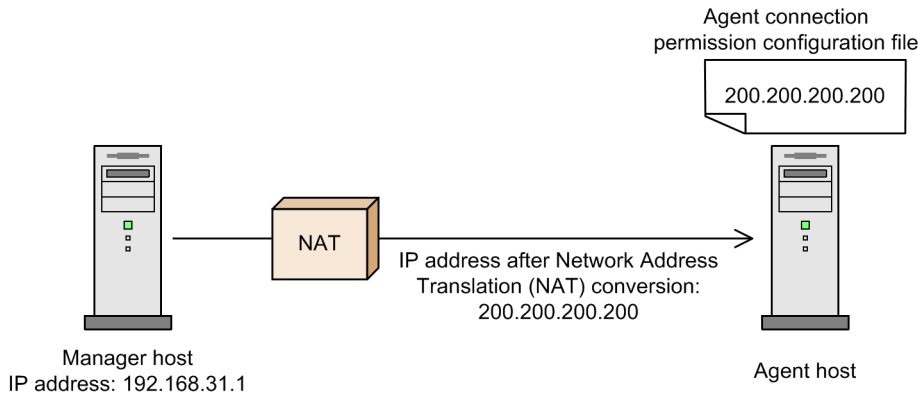 Agent connection
permission configuration file
200.200.200.200
NAT
IP address after Network Address
Translation (NAT) conversion:
200.200.200.200
Manager host
IP address: 192.168.31.1
Agent host